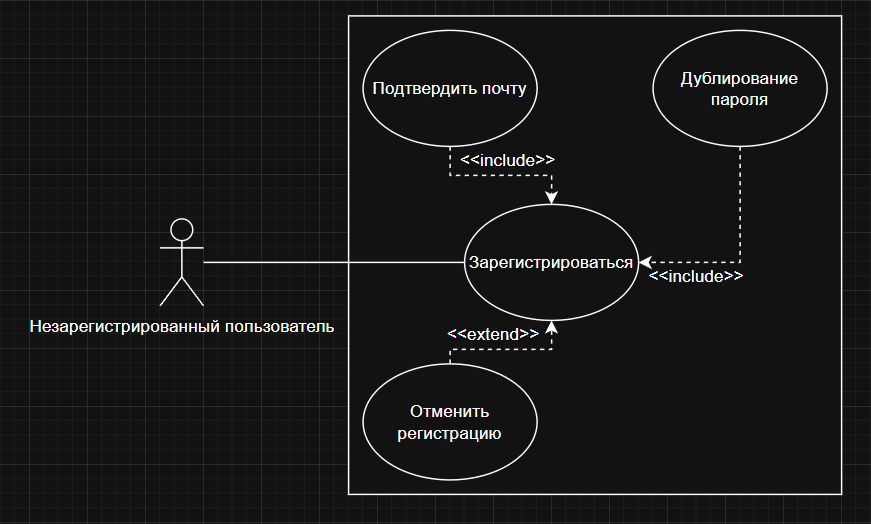 Подтвердить почту
Дублирование
пароля
<<include>>
Зарегистрироваться
<<include>>
Незарегистрированный пользователь
<<extend>>
Отменить
регистрацию